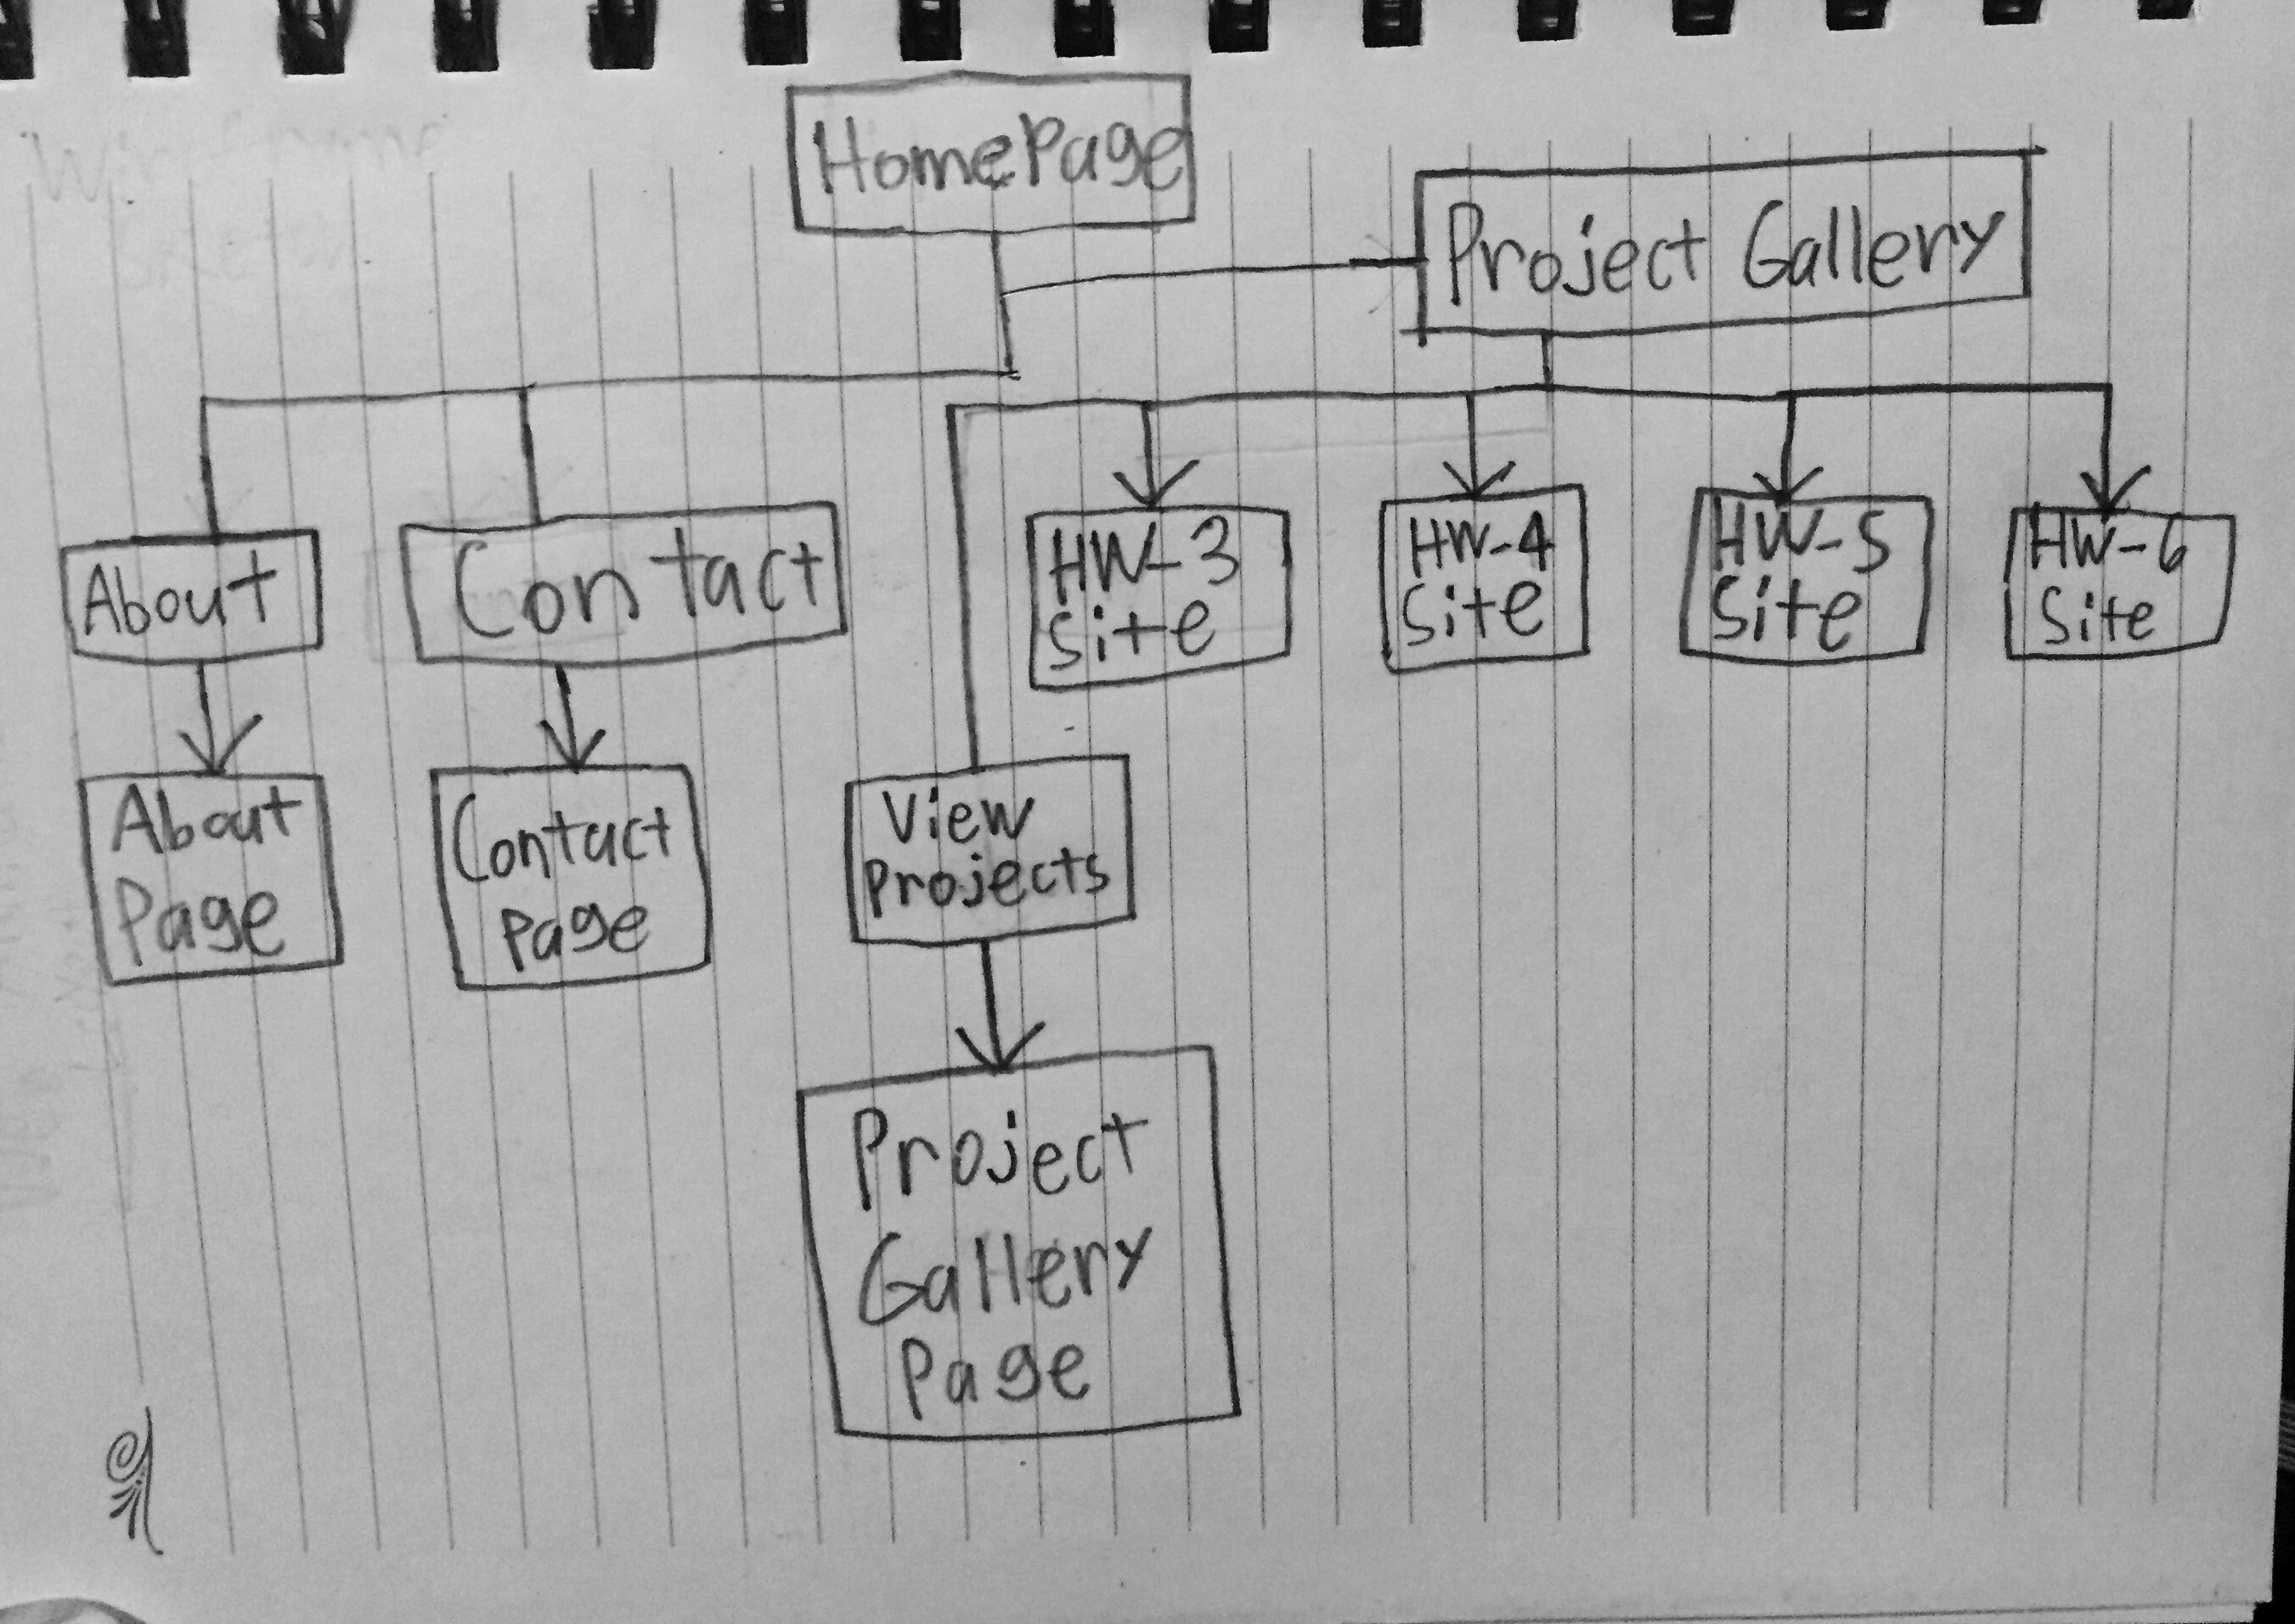 HomePage
Project Gallery
About
Contact
HW-3
Site
HW-4
Site
HW-5
Site
HW-6
Site
About
Page
Contact
Page
View
Projects
Project
Gallery
Page